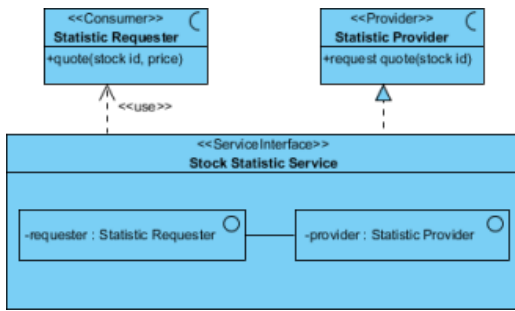 <<Consumer>>
Statistic Requester
+quote(stock id, price)
<<Provider>>
Statistic Provider
+request quote(stock id)
<<use>>
<<ServiceInterface>>
Stock Statistic Service
-requester : Statistic Requester
-provider : Statistic Provider